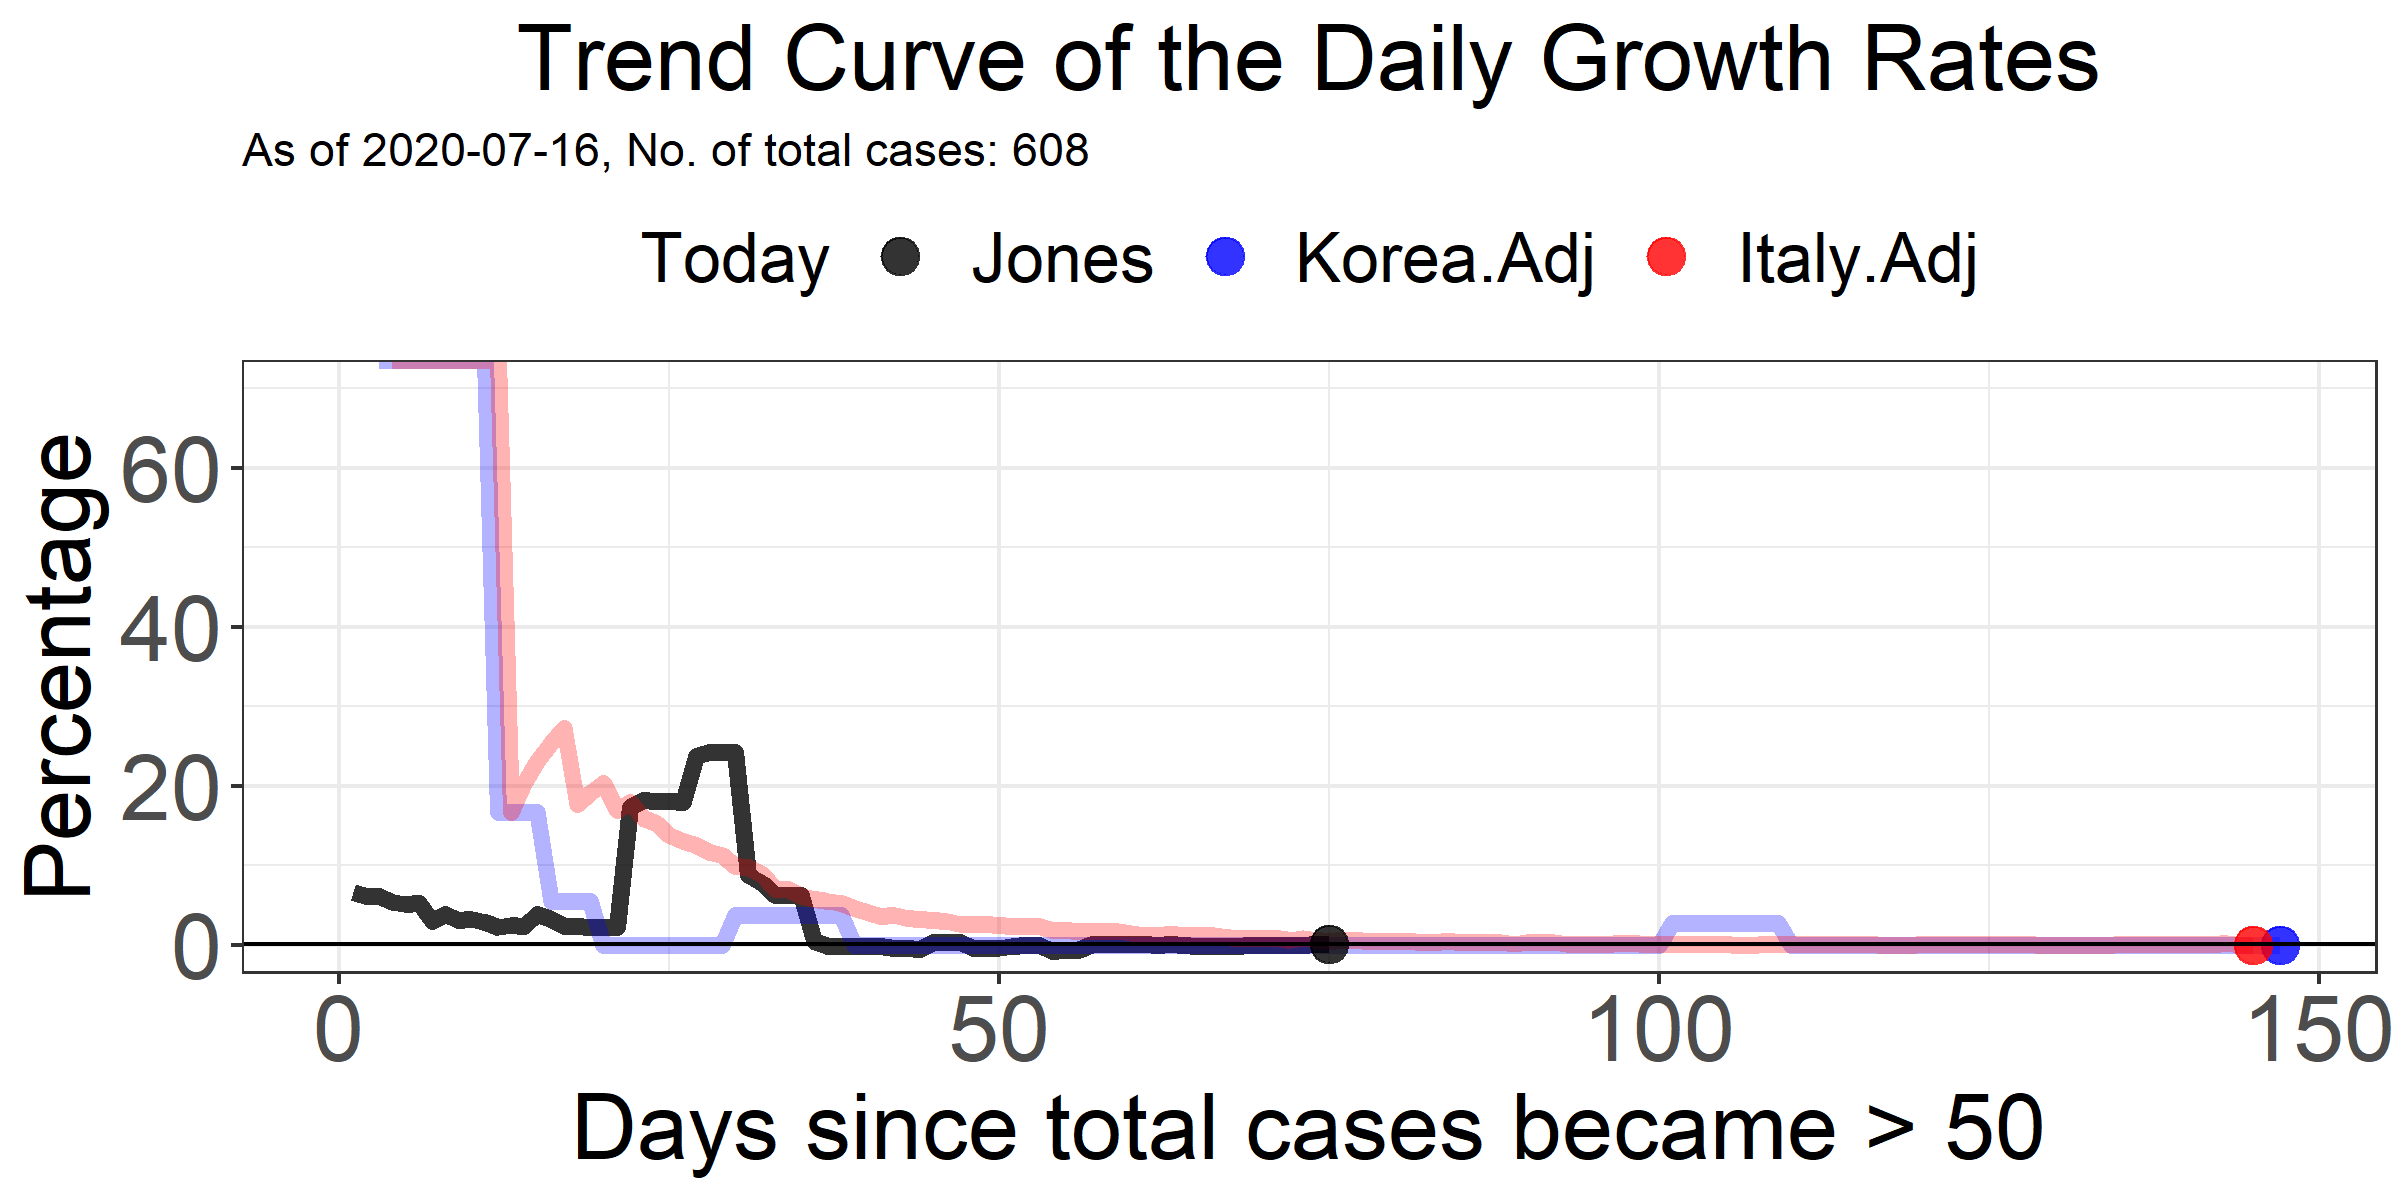 Trend Curve of the Daily Growth Rates
As of 2020-07-16, No. of total cases: 608
Today Jones Korea.Adj Italy.Adj
Percentage
60
40
20
0
0 50 100 150
Days since total cases became > 50